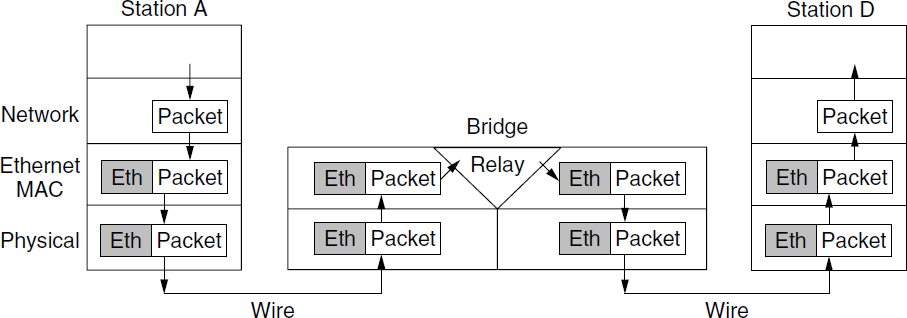 Station A
Station D
Network
Packet
Packet
Bridge
Ethernet
MAC
Eth Packet
Eth Packet
Relay
Eth Packet
Eth Packet
Physical
Eth Packet
Eth Packet
Eth Packet
Eth Packet
Wire
Wire